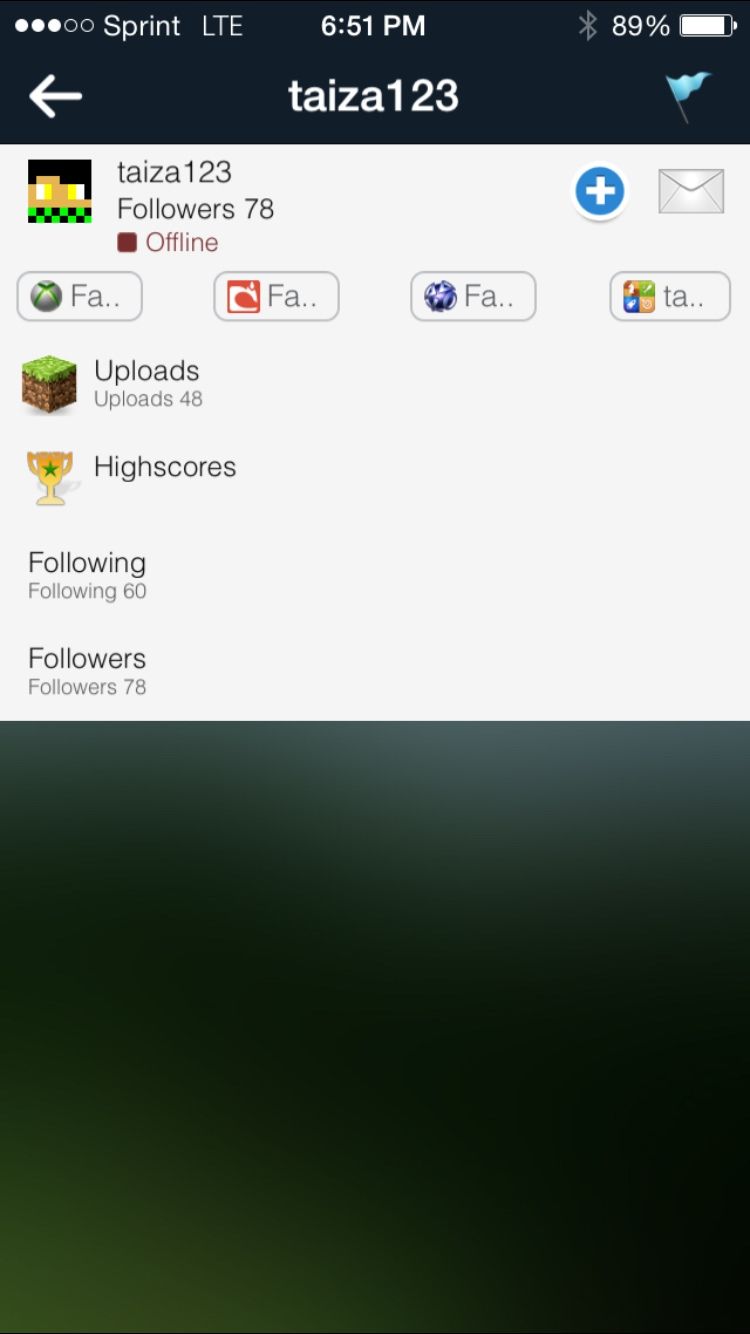 Sprint LTE 6:51 PM 89%
taiza123
taiza123
Followers 78
Offline
Fa.. Fa.. Fa.. ta..
Uploads
Uploads 48
Highscores
Following
Following 60
Followers
Followers 78